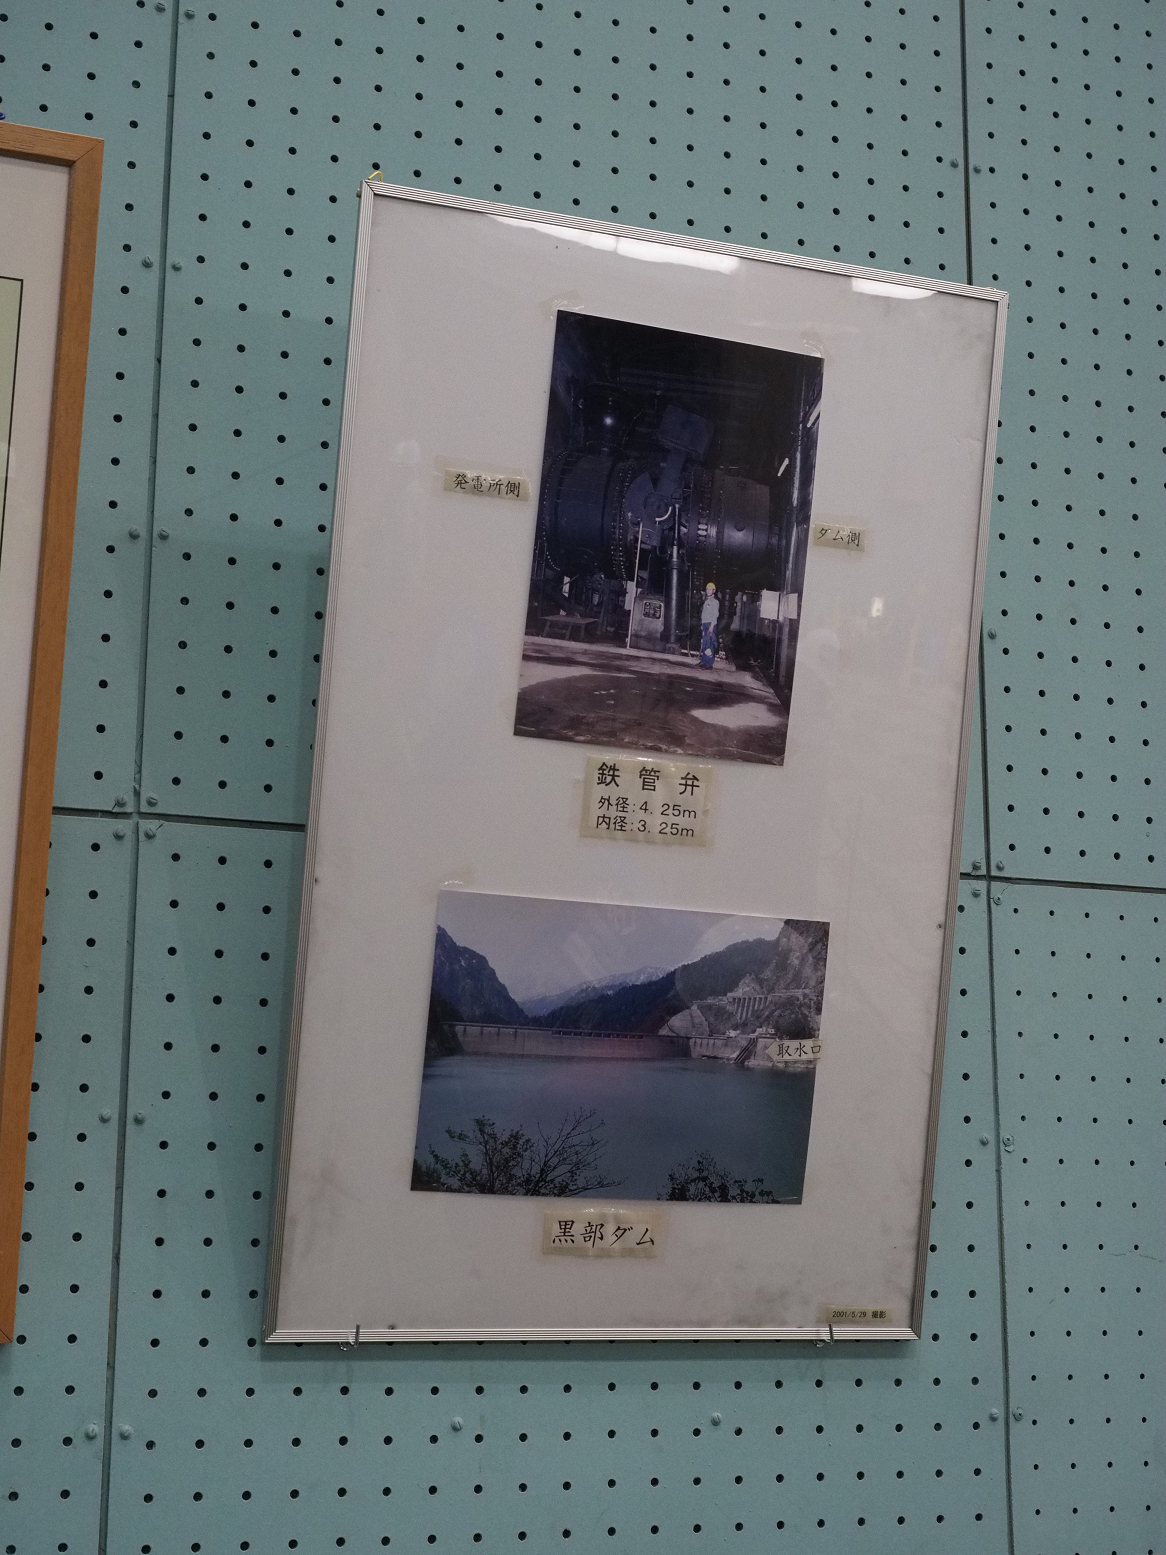 発電所側
ダム側
鉄管弁
外径:4.25m
内径:3.25m
取水口
黒部ダム
2001/5/29 撮影